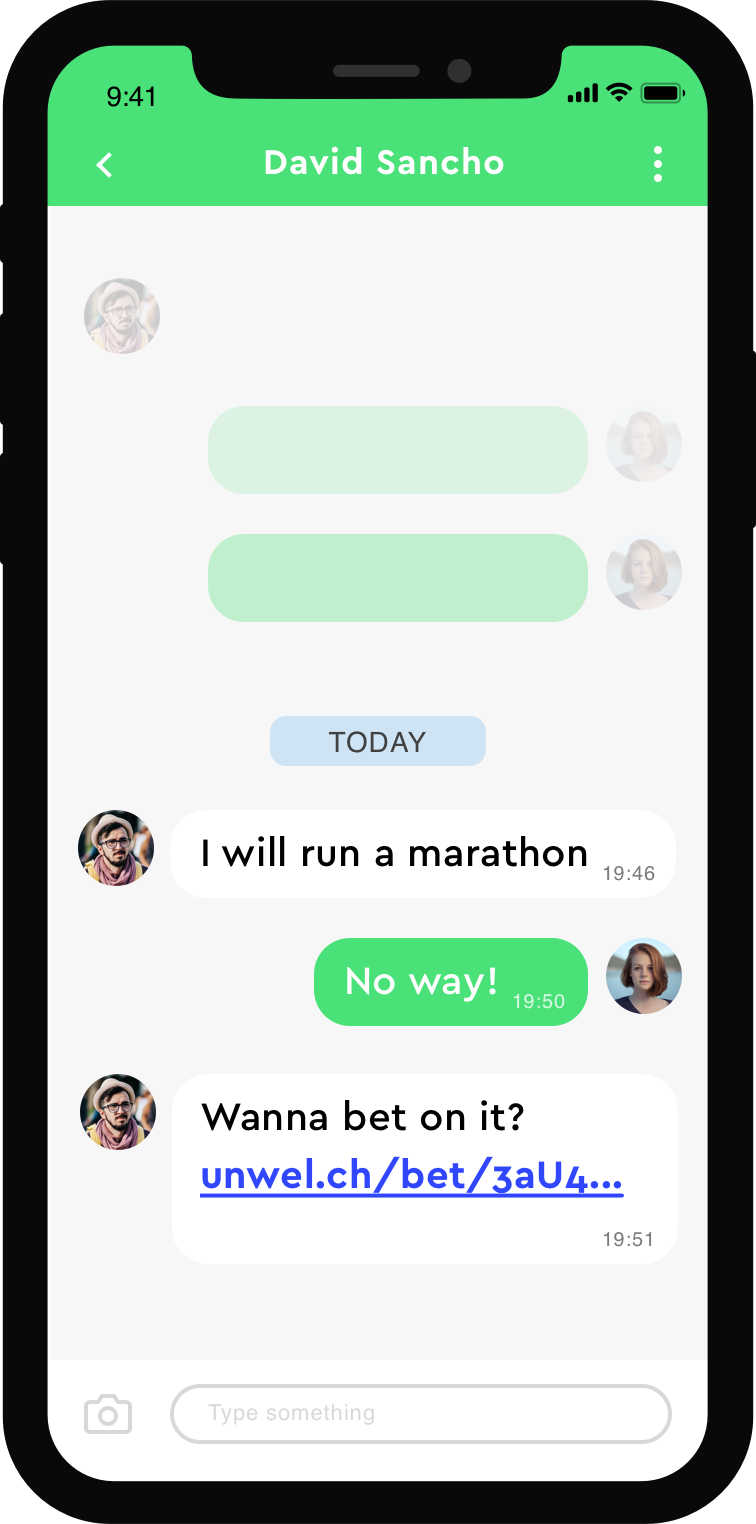 9:41
David Sancho
TODAY
I will run a marathon
19:46
No way!
19:50
Wanna bet on it?
unwel.ch/bet/3aU4...
19:51
Type something